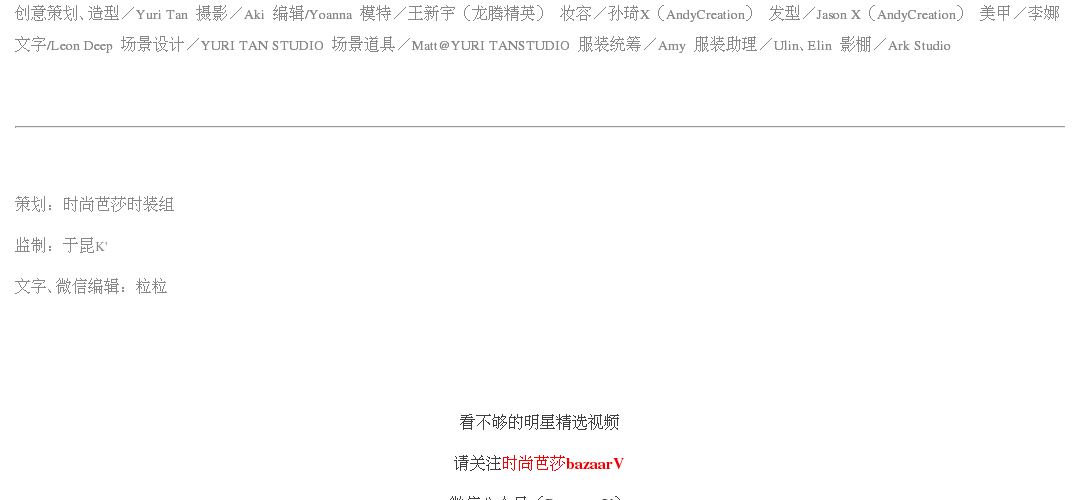 创意策划、造型／Yuri Tan 摄影／Aki 编辑/Yoanna 模特／王新宇（龙腾精英） 妆容／孙琦X（AndyCreation） 发型／Jason X（AndyCreation） 美甲／李娜
文字/Leon Deep 场景设计／YURI TAN STUDIO 场景道具／Matt@YURI TANSTUDIO 服装统筹／Amy 服装助理／Ulin、Elin 影棚／Ark Studio
策划：时尚芭莎时装组
监制：于昆K'
文字、微信编辑：粒粒
看不够的明星精选视频
请关注时尚芭莎bazaarV